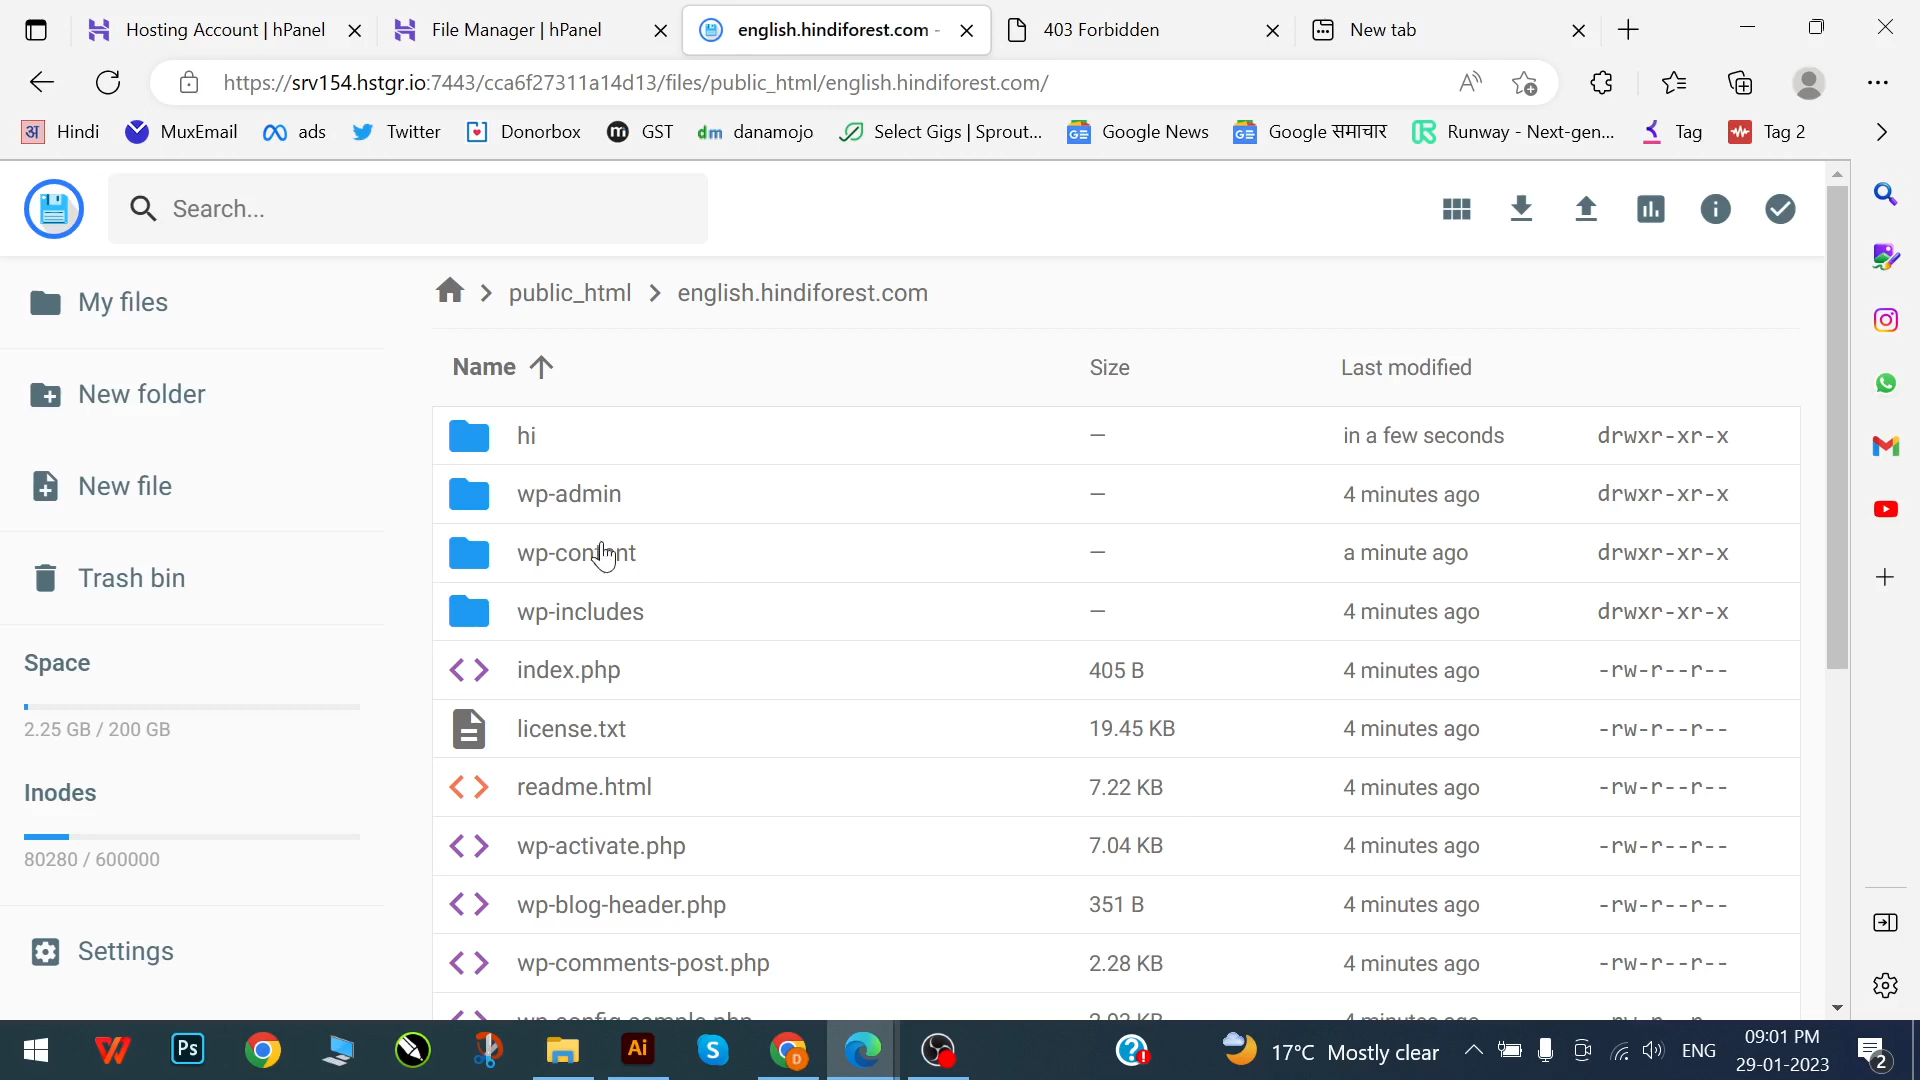 Hosting Account | hPanel
File Manager | hPanel
english.hindiforest.com -
403 Forbidden
New tab
https://srv154.hstgr.io:7443/cca6f27311a14d13/files/public_html/english.hindiforest.com/
अ Hindi
MuxEmail
ads
Twitter
Donorbox
m GST
dm danamojo
Select Gigs | Sprout...
Google News
Google समाचार
Runway - Next-gen...
Tag
Tag 2
Search...
My files
New folder
New file
Trash bin
Space
2.25 GB / 200 GB
Inodes
80280 / 600000
Settings
public_html
english.hindiforest.com
Name Size Last modified
hi — in a few seconds drwxr-xr-x
wp-admin — 4 minutes ago drwxr-xr-x
wp-content — a minute ago drwxr-xr-x
wp-includes — 4 minutes ago drwxr-xr-x
index.php 405 B 4 minutes ago -rw-r--r--
license.txt 19.45 KB 4 minutes ago -rw-r--r--
readme.html 7.22 KB 4 minutes ago -rw-r--r--
wp-activate.php 7.04 KB 4 minutes ago -rw-r--r--
wp-blog-header.php 351 B 4 minutes ago -rw-r--r--
wp-comments-post.php 2.28 KB 4 minutes ago -rw-r--r--
Ps
Ai
S
D
17°C Mostly clear
ENG
09:01 PM
29-01-2023
2